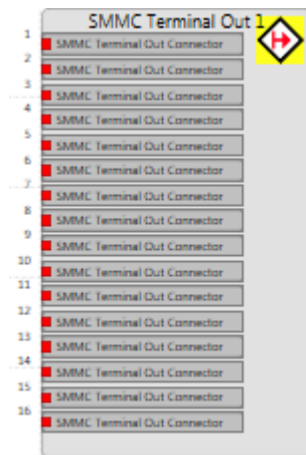 SMMC Terminal Out 1
1 SMMC Terminal Out Connector
2 SMMC Terminal Out Connector
3 SMMC Terminal Out Connector
4 SMMC Terminal Out Connector
5 SMMC Terminal Out Connector
6 SMMC Terminal Out Connector
7 SMMC Terminal Out Connector
8 SMMC Terminal Out Connector
9 SMMC Terminal Out Connector
10 SMMC Terminal Out Connector
11 SMMC Terminal Out Connector
12 SMMC Terminal Out Connector
13 SMMC Terminal Out Connector
14 SMMC Terminal Out Connector
15 SMMC Terminal Out Connector
16 SMMC Terminal Out Connector